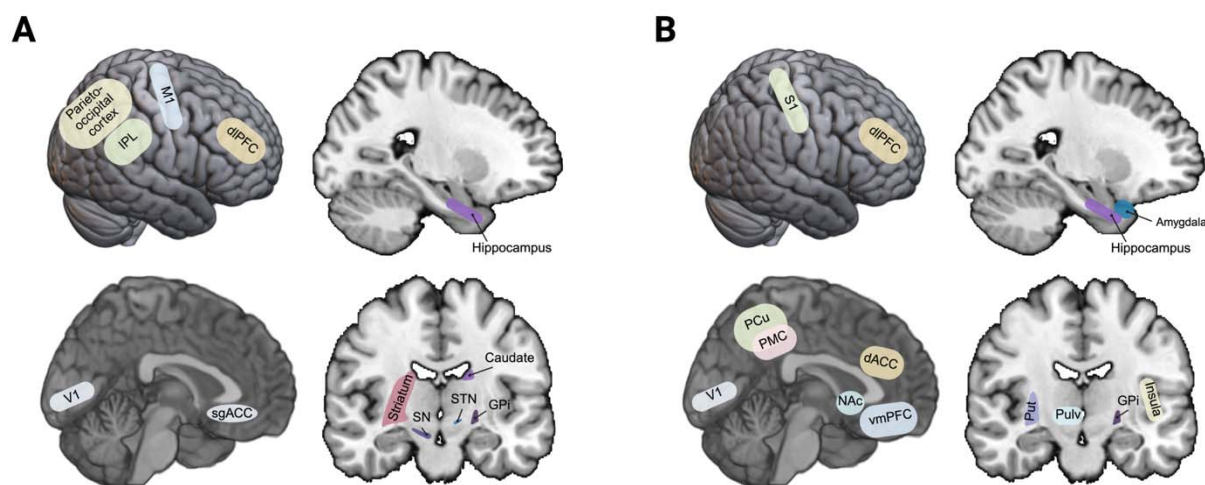 A
Parieto-
occipital
cortex
IPL
M1
dlPFC
Hippocampus
V1
sgACC
Striatum
SN
STN
GPi
Caudate
B
S1
dlPFC
Amygdala
Hippocampus
PCu
PMC
dACC
V1
NAc
vmPFC
Put
Pulv
GPi
Insula